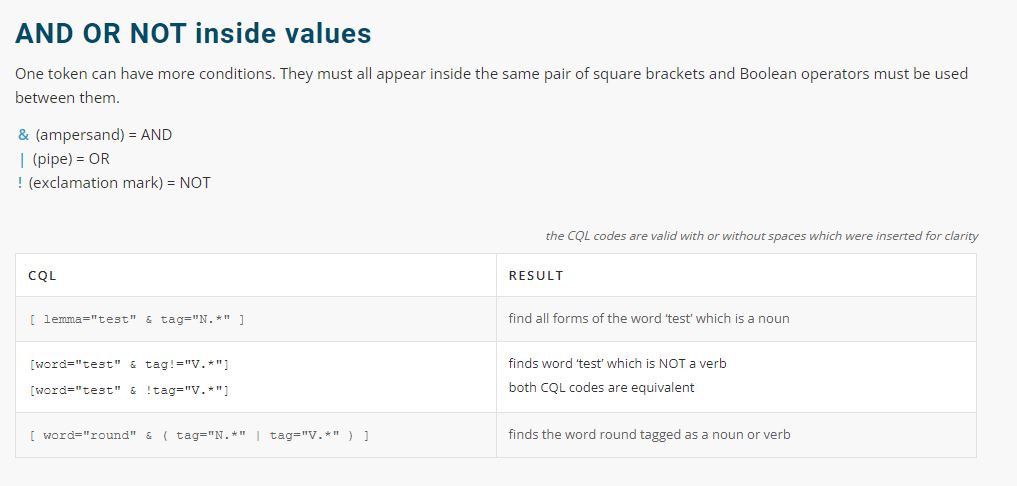 AND OR NOT inside values
One token can have more conditions. They must all appear inside the same pair of square brackets and Boolean operators must be used
between them.
& (ampersand) = AND
| (pipe) = OR
! (exclamation mark) = NOT
the CQL codes are valid with or without spaces which were inserted for clarity
CQL RESULT
[ lemma="test" & tag="N.*" ] find all forms of the word ‘test’ which is a noun
[word="test" & tag!="V.*"] finds word ‘test’ which is NOT a verb
[word="test" & !tag="V.*"] both CQL codes are equivalent
[ word="round" & ( tag="N.*" | tag="V.*" ) ] finds the word round tagged as a noun or verb